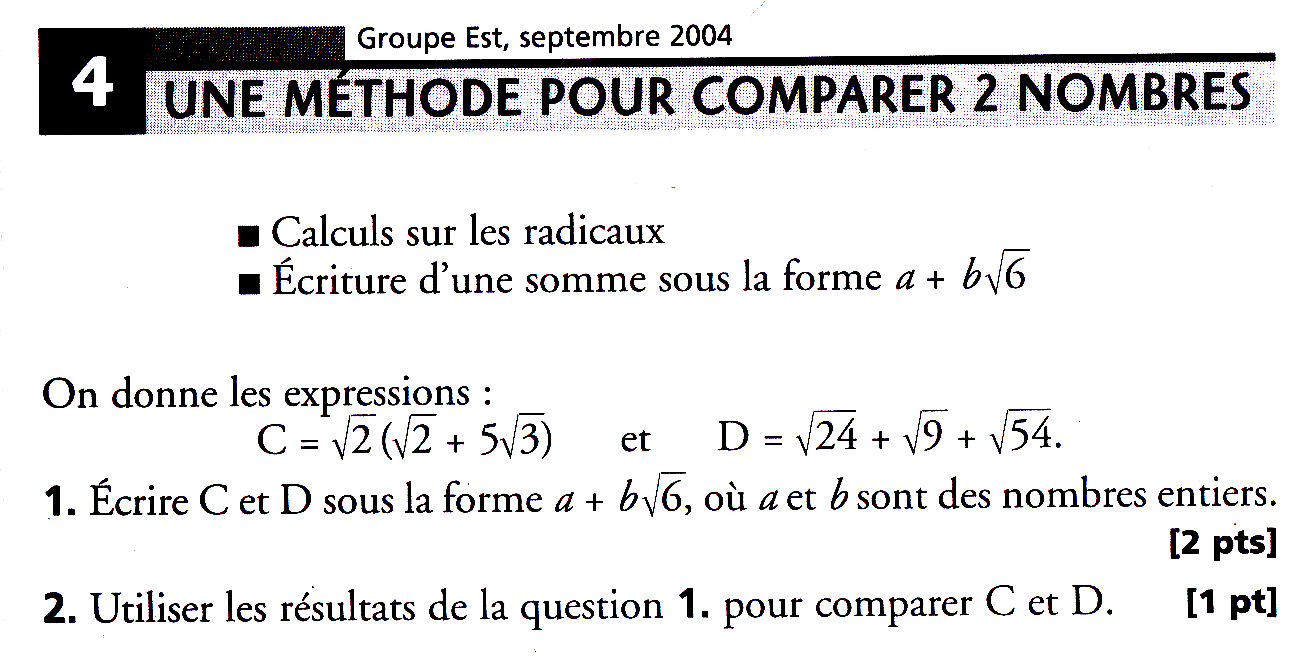 Groupe Est, septembre 2004
4 UNE MÉTHODE POUR COMPARER 2 NOMBRES
■ Calculs sur les radicaux
■ Écriture d'une somme sous la forme a + b√6
On donne les expressions :
C = √2(√2 + 5√3) et D = √24 + √9 + √54.
1. Écrire C et D sous la forme a + b√6, où a et b sont des nombres entiers.
[2 pts]
2. Utiliser les résultats de la question 1. pour comparer C et D. [1 pt]